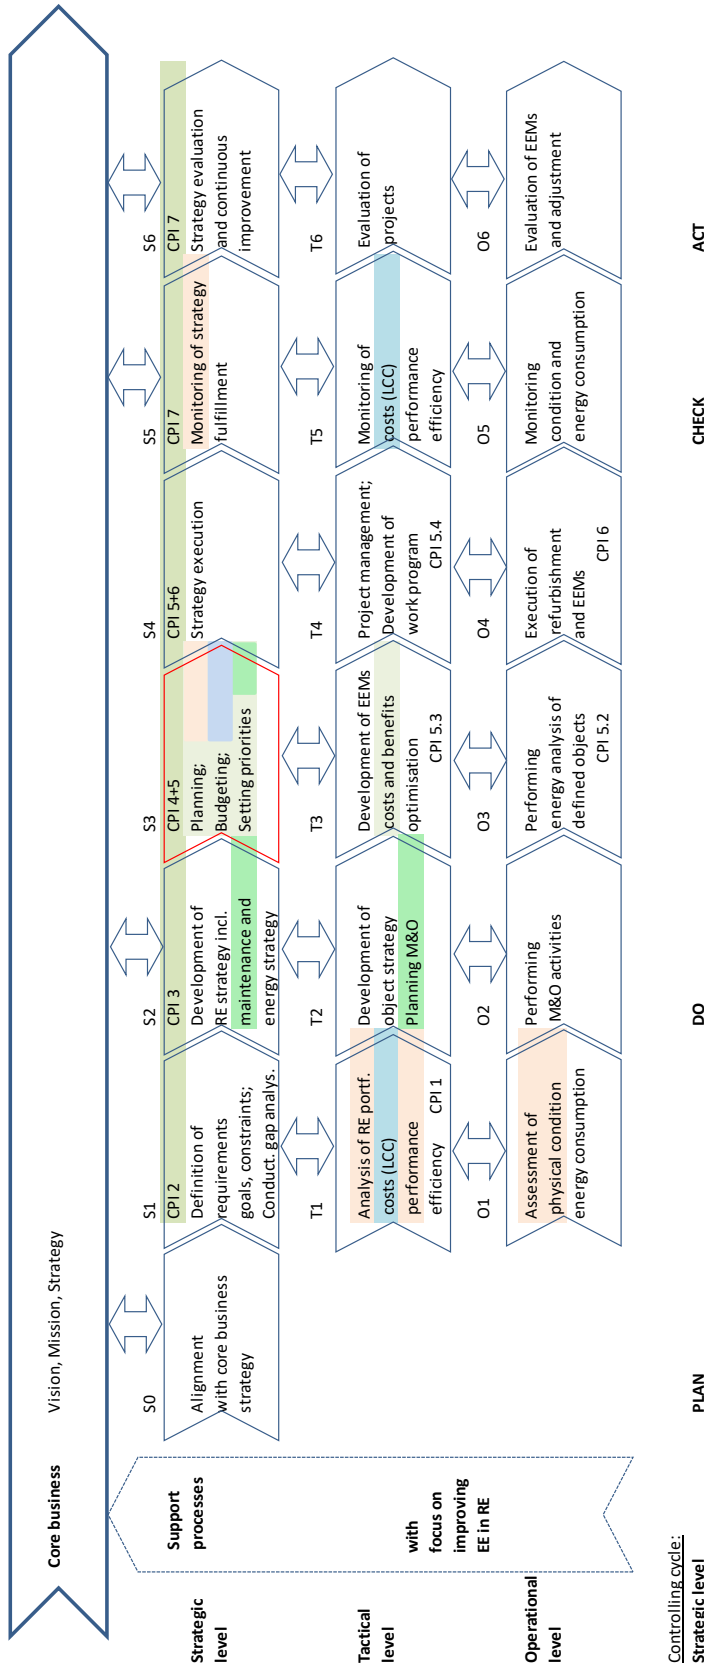 Core business
Vision, Mission, Strategy
Support
processes
with
focus on
improving
EE in RE
Strategic
level
S0
Alignment
with core business
strategy
S1
CPI 2
Definition of
requirements
goals, constraints;
Conduct. gap analys.
S2
CPI 3
Development of
RE strategy incl.
maintenance and
energy strategy
S3
CPI 4+5
Planning;
Budgeting;
Setting priorities
S4
CPI 5+6
Strategy execution
S5
CPI 7
Monitoring of strategy
fulfillment
S6
CPI 7
Strategy evaluation
and continuous
improvement
Tactical
level
T1
Analysis of RE portf.
costs (LCC)
performance
efficiency
CPI 1
T2
Development of
object strategy
Planning M&O
T3
Development of EEMs
costs and benefits
optimisation
CPI 5.3
T4
Project management;
Development of
work program
CPI 5.4
T5
Monitoring of
costs (LCC)
performance
efficiency
T6
Evaluation of
projects
Operational
level
O1
Assessment of
physical condition
energy consumption
O2
Performing
M&O activities
O3
Performing
energy analysis of
defined objects
CPI 5.2
O4
Execution of
refurbishment
and EEMs
CPI 6
O5
Monitoring
condition and
energy consumption
O6
Evaluation of EEMs
and adjustment
Controlling cycle:
Strategic level
PLAN
DO
CHECK
ACT